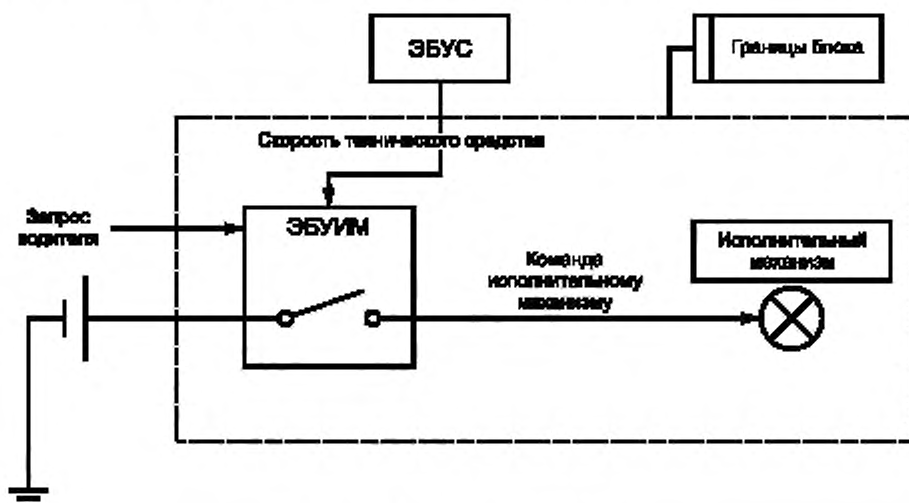 ЭБУС
Границы блока
Скорость технического средства
Запрос
водителя
ЭБУИМ
Команда
исполнительному
механизму
Исполнительный
механизм